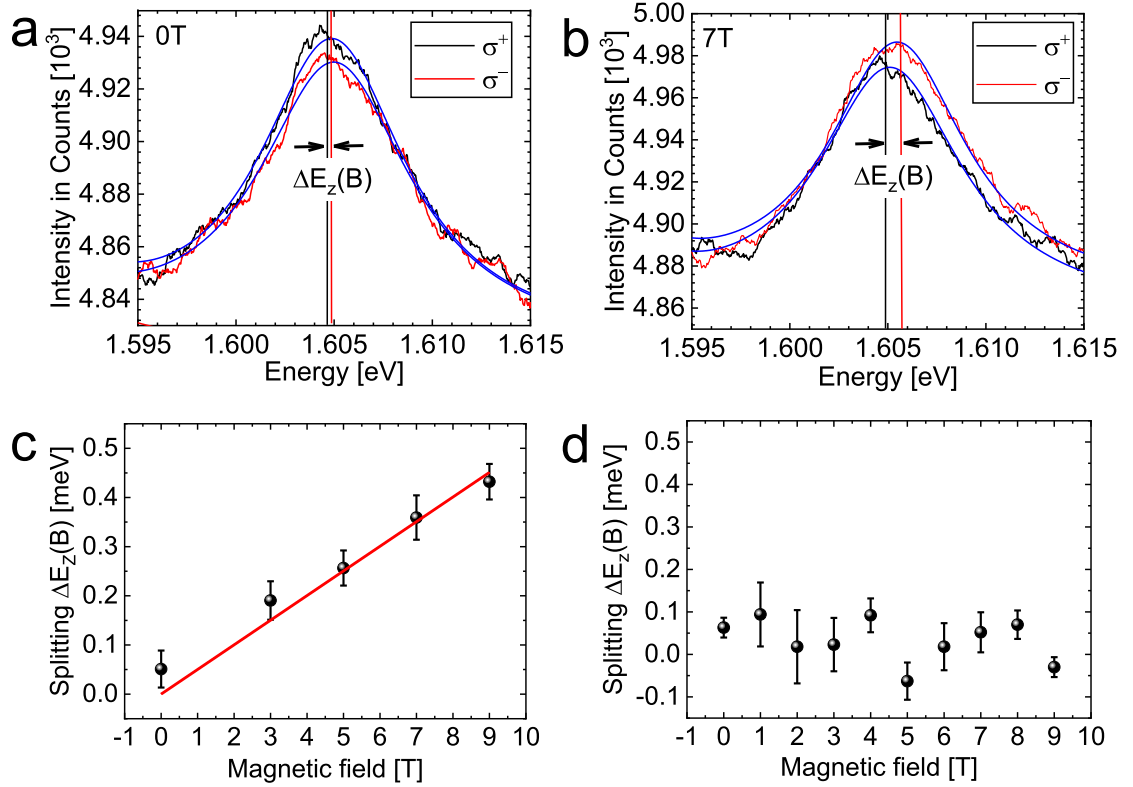 a
0T
σ⁺
σ⁻
ΔE_z(B)
Intensity in Counts [10³]
4.94
4.92
4.90
4.88
4.86
4.84
1.595 1.600 1.605 1.610 1.615
Energy [eV]
b
7T
σ⁺
σ⁻
ΔE_z(B)
Intensity in Counts [10³]
5.00
4.98
4.96
4.94
4.92
4.90
4.88
4.86
1.595 1.600 1.605 1.610 1.615
Energy [eV]
c
Splitting ΔE_Z(B) [meV]
0.5
0.4
0.3
0.2
0.1
0.0
-1 0 1 2 3 4 5 6 7 8 9 10
Magnetic field [T]
d
Splitting ΔE_Z(B) [meV]
0.5
0.4
0.3
0.2
0.1
0.0
-0.1
-1 0 1 2 3 4 5 6 7 8 9 10
Magnetic field [T]